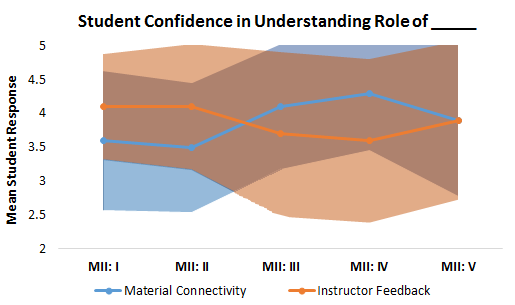 Student Confidence in Understanding Role of _____
Mean Student Response
5
4.5
4
3.5
3
2.5
2
MII: I MII: II MII: III MII: IV MII: V
Material Connectivity Instructor Feedback